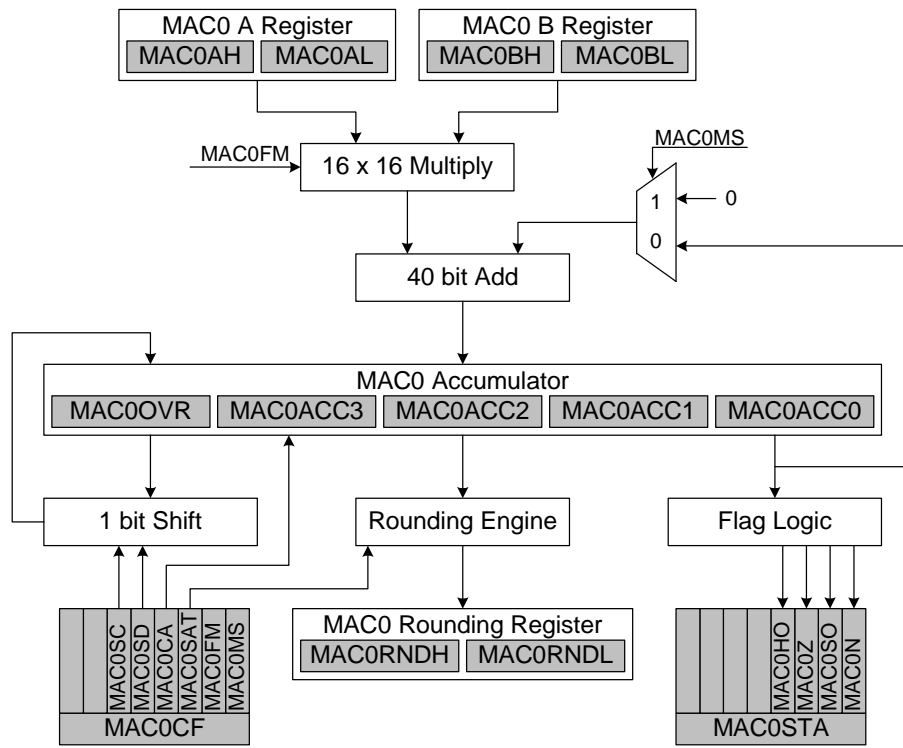 MAC0 A Register
MAC0AH MAC0AL
MAC0 B Register
MAC0BH MAC0BL
MAC0FM
16 x 16 Multiply
MAC0MS
1
0
0
40 bit Add
MAC0 Accumulator
MAC0OVR MAC0ACC3 MAC0ACC2 MAC0ACC1 MAC0ACC0
1 bit Shift
Rounding Engine
Flag Logic
MAC0SC
MAC0SD
MAC0CA
MAC0SAT
MAC0FM
MAC0MS
MAC0CF
MAC0 Rounding Register
MAC0RNDH MAC0RNDL
MAC0HO
MAC0Z
MAC0SO
MAC0N
MAC0STA